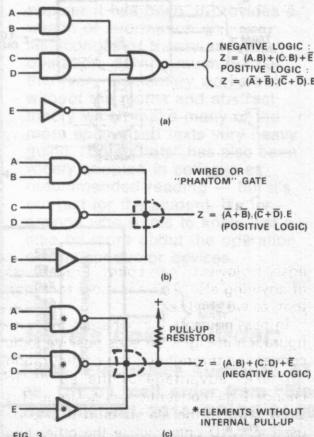 A
B
C
D
E
NEGATIVE LOGIC :
Z = (A.B) + (C.B) + E̅
POSITIVE LOGIC :
Z = (A̅+B̅).(C̅+D̅).E
(a)
A
B
C
D
E
WIRED OR
"PHANTOM" GATE
Z = (A̅+B̅).(C̅+D̅).E
(POSITIVE LOGIC)
(b)
A
B
C
D
E
*
*
*
+
PULL-UP
RESISTOR
Z = (A.B) + (C.D) + E̅
(NEGATIVE LOGIC)
*ELEMENTS WITHOUT
INTERNAL PULL-UP
FIG. 3
(c)